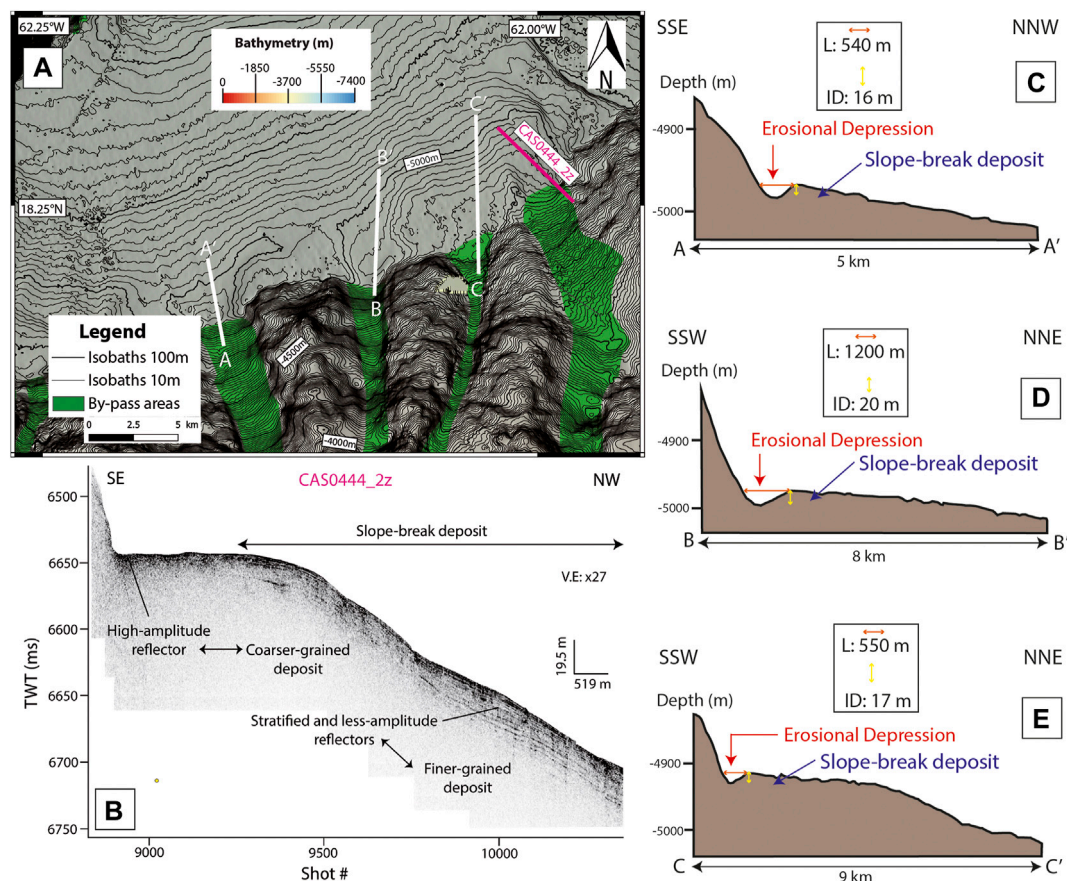 62.25°W
62.00°W
A
Bathymetry (m)
0
-1850
-3700
-5550
-7400
N
C'
CAS0444_2z
B'
-5000m
18.25°N
A'
C
B
A
-4500m
-4000m
Legend
Isobaths 100m
Isobaths 10m
By-pass areas
0 2.5 5 km
SE
CAS0444_2z
NW
6500
6550
6600
6650
6650
6700
6750
TWT (ms)
Slope-break deposit
V.E: x27
High-amplitude
reflector
Coarser-grained
deposit
19.5 m
519 m
Stratified and less-amplitude
reflectors
Finer-grained
deposit
B
9000
9500
10000
Shot #
SSE
NNW
L: 540 m
ID: 16 m
C
Depth (m)
-4900
-5000
Erosional Depression
Slope-break deposit
A
A'
5 km
SSW
NNE
L: 1200 m
ID: 20 m
D
Depth (m)
-4900
-5000
Erosional Depression
Slope-break deposit
B
B'
8 km
SSW
NNE
L: 550 m
ID: 17 m
E
Depth (m)
-4900
-5000
Erosional Depression
Slope-break deposit
C
C'
9 km